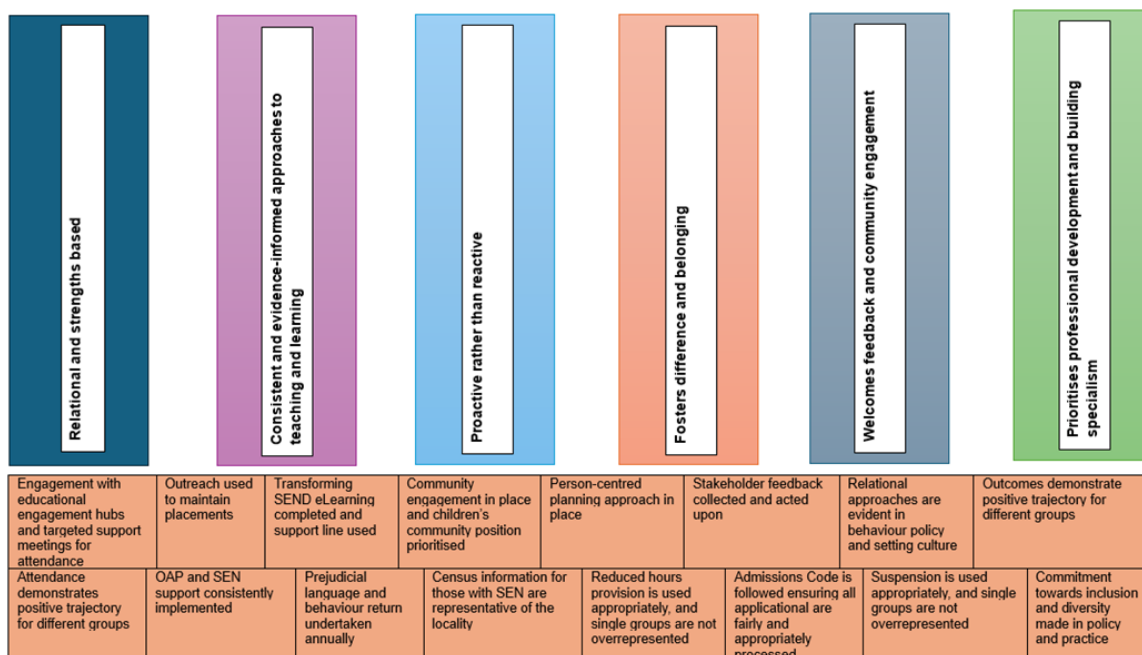 Relational and strengths based
Consistent and evidence-informed approaches to
teaching and learning
Proactive rather than reactive
Fosters difference and belonging
Welcomes feedback and community engagement
Prioritises professional development and building
specialism
Engagement with
educational
engagement hubs
and targeted support
meetings for
attendance
Outreach used
to maintain
placements
Transforming
SEND eLearning
completed and
support line used
Community
engagement in place
and children's
community position
prioritised
Person-centred
planning approach in
place
Stakeholder feedback
collected and acted
upon
Relational
approaches are
evident in
behaviour policy
and setting culture
Outcomes demonstrate
positive trajectory for
different groups
Attendance
demonstrates
positive trajectory
for different groups
OAP and SEN
support consistently
implemented
Prejudicial
language and
behaviour return
undertaken
annually
Census information for
those with SEN are
representative of the
locality
Reduced hours
provision is used
appropriately, and
single groups are not
overrepresented
Admissions Code is
followed ensuring all
applicational are
fairly and
appropriately
processed
Suspension is used
appropriately, and single
groups are not
overrepresented
Commitment
towards inclusion
and diversity
made in policy
and practice